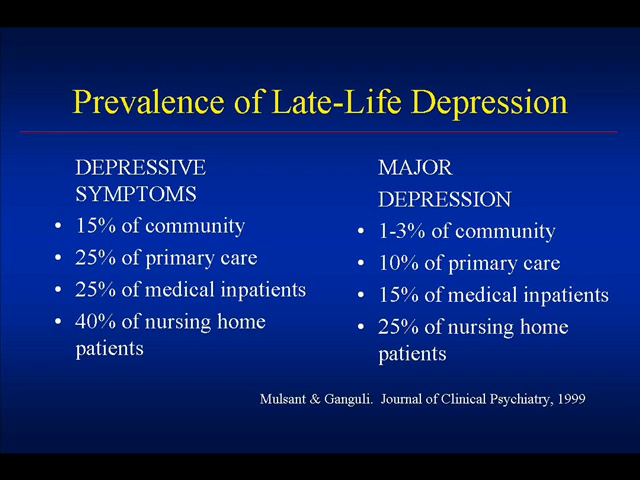 Prevalence of Late-Life Depression
DEPRESSIVE
SYMPTOMS
• 15% of community
• 25% of primary care
• 25% of medical inpatients
• 40% of nursing home
patients
MAJOR
DEPRESSION
• 1-3% of community
• 10% of primary care
• 15% of medical inpatients
• 25% of nursing home
patients
Mulsant & Ganguli. Journal of Clinical Psychiatry, 1999